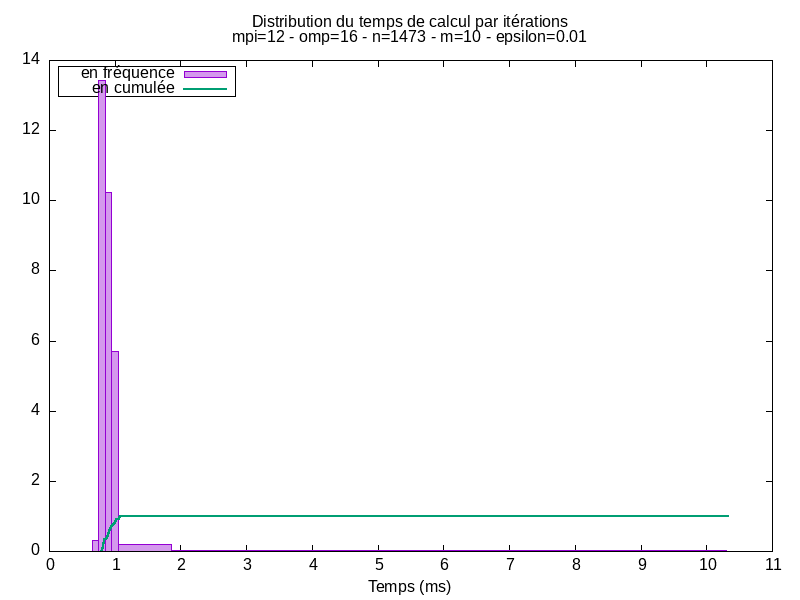 Distribution du temps de calcul par itérations
mpi=12 - omp=16 - n=1473 - m=10 - epsilon=0.01
14
en fréquence
en cumulée
12
10
8
6
4
2
0
0 1 2 3 4 5 6 7 8 9 10 11
Temps (ms)